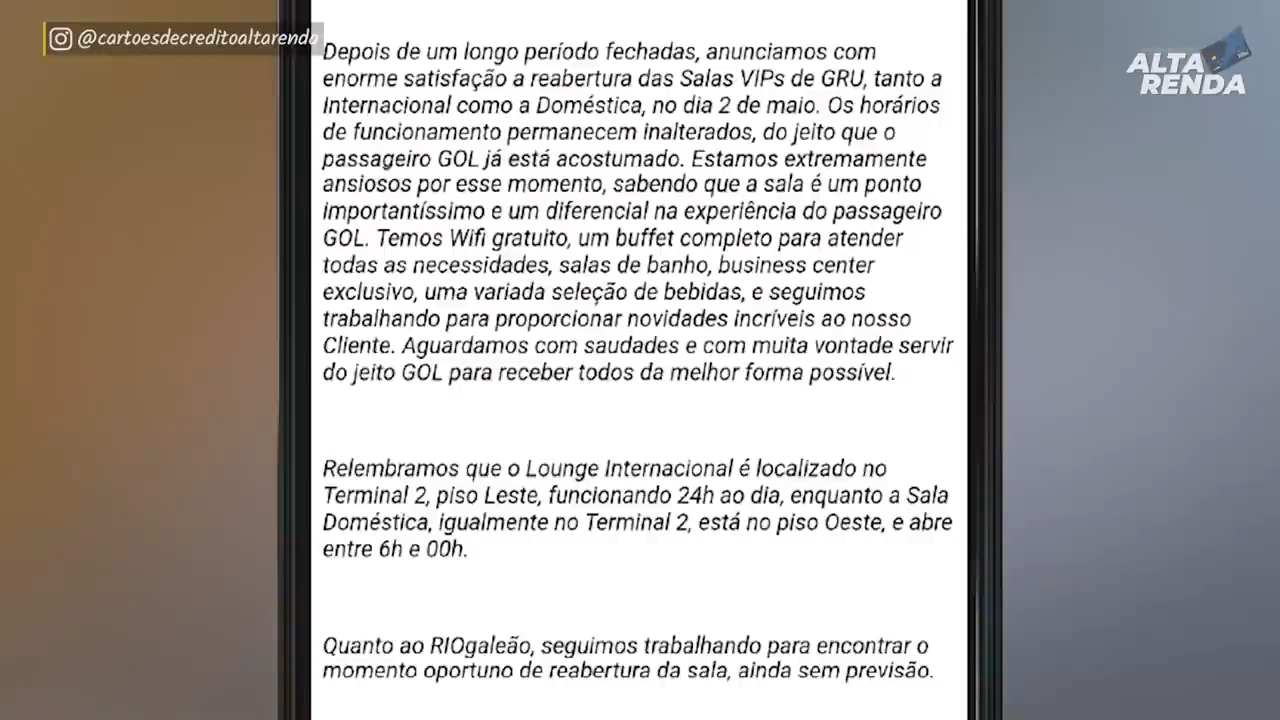 @cartoesdecreditoaltarenda
ALTA
RENDA
Depois de um longo período fechadas, anunciamos com
enorme satisfação a reabertura das Salas VIPs de GRU, tanto a
Internacional como a Doméstica, no dia 2 de maio. Os horários
de funcionamento permanecem inalterados, do jeito que o
passageiro GOL já está acostumado. Estamos extremamente
ansiosos por esse momento, sabendo que a sala é um ponto
importantíssimo e um diferencial na experiência do passageiro
GOL. Temos Wifi gratuito, um buffet completo para atender
todas as necessidades, salas de banho, business center
exclusivo, uma variada seleção de bebidas, e seguimos
trabalhando para proporcionar novidades incríveis ao nosso
Cliente. Aguardamos com saudades e com muita vontade servir
do jeito GOL para receber todos da melhor forma possível.
Relembramos que o Lounge Internacional é localizado no
Terminal 2, piso Leste, funcionando 24h ao dia, enquanto a Sala
Doméstica, igualmente no Terminal 2, está no piso Oeste, e abre
entre 6h e 00h.
Quanto ao RIOgaleão, seguimos trabalhando para encontrar o
momento oportuno de reabertura da sala, ainda sem previsão.